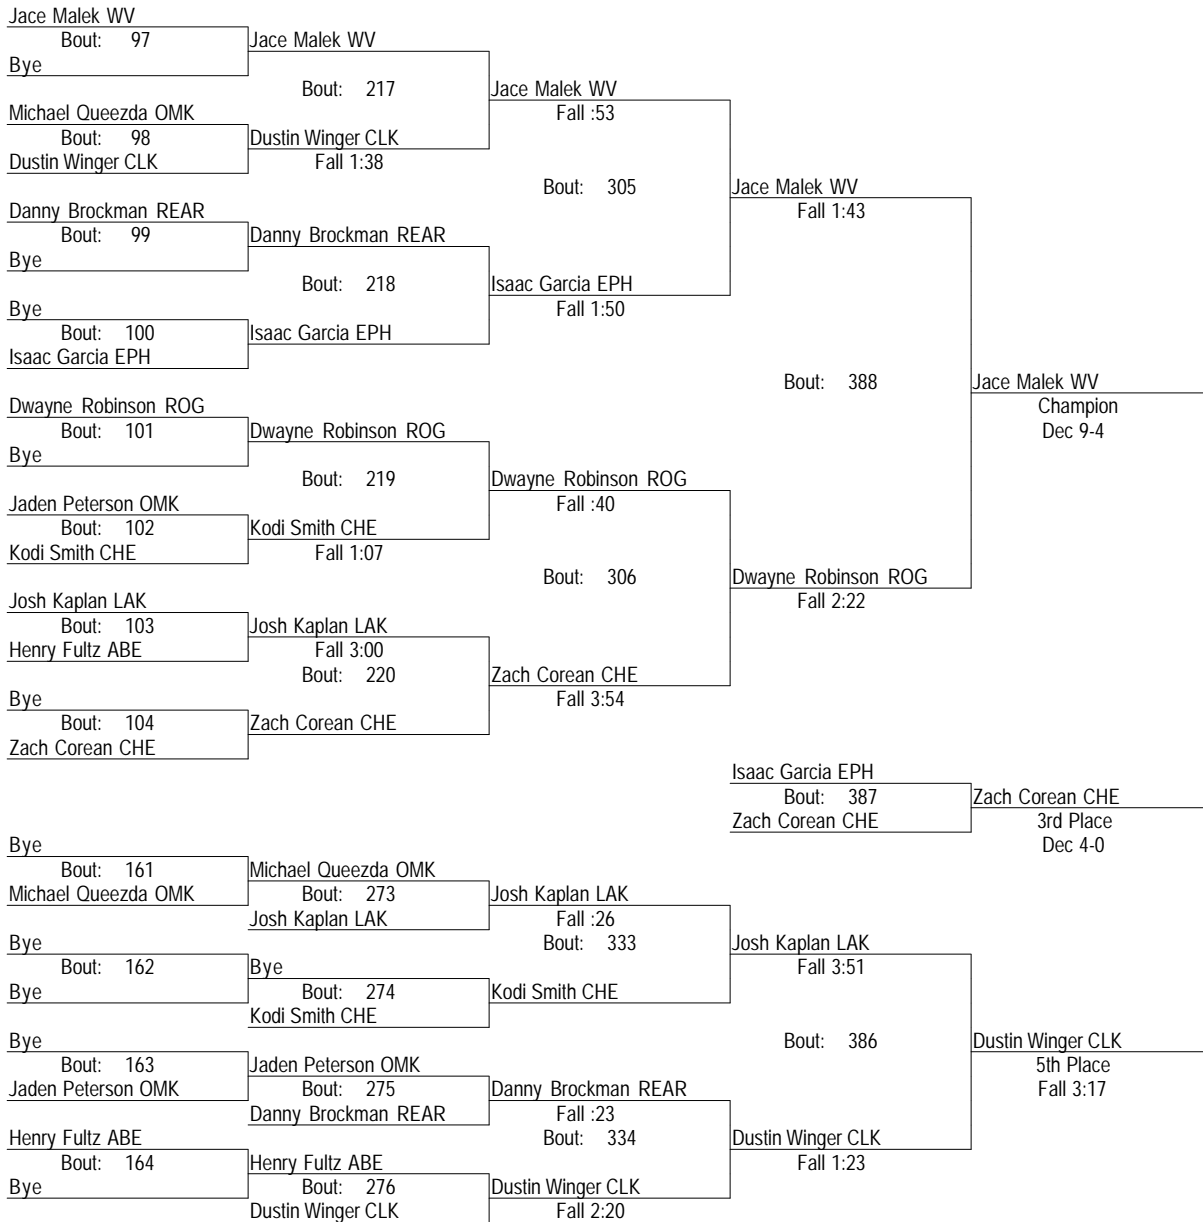 Jace Malek WV
Bout: 97
Jace Malek WV
Bye
Bout: 217
Jace Malek WV
Michael Queezda OMK
Fall :53
Bout: 98
Dustin Winger CLK
Dustin Winger CLK
Fall 1:38
Bout: 305
Jace Malek WV
Danny Brockman REAR
Fall 1:43
Bout: 99
Danny Brockman REAR
Bye
Bout: 218
Isaac Garcia EPH
Bye
Fall 1:50
Bout: 100
Isaac Garcia EPH
Isaac Garcia EPH
Bout: 388
Jace Malek WV
Dwayne Robinson ROG
Champion
Bout: 101
Dwayne Robinson ROG
Dec 9-4
Bye
Bout: 219
Dwayne Robinson ROG
Jaden Peterson OMK
Fall :40
Bout: 102
Kodi Smith CHE
Kodi Smith CHE
Fall 1:07
Bout: 306
Dwayne Robinson ROG
Josh Kaplan LAK
Fall 2:22
Bout: 103
Josh Kaplan LAK
Henry Fultz ABE
Fall 3:00
Bout: 220
Zach Corean CHE
Bye
Fall 3:54
Bout: 104
Zach Corean CHE
Zach Corean CHE
Isaac Garcia EPH
Bout: 387
Zach Corean CHE
Zach Corean CHE
3rd Place
Dec 4-0
Bye
Bout: 161
Michael Queezda OMK
Michael Queezda OMK
Bout: 273
Josh Kaplan LAK
Josh Kaplan LAK
Fall :26
Bye
Bout: 333
Josh Kaplan LAK
Bout: 162
Bye
Fall 3:51
Bye
Bout: 274
Kodi Smith CHE
Kodi Smith CHE
Bye
Bout: 386
Dustin Winger CLK
Bout: 163
Jaden Peterson OMK
5th Place
Jaden Peterson OMK
Bout: 275
Danny Brockman REAR
Fall 3:17
Danny Brockman REAR
Fall :23
Henry Fultz ABE
Bout: 334
Dustin Winger CLK
Bout: 164
Henry Fultz ABE
Fall 1:23
Bye
Bout: 276
Dustin Winger CLK
Dustin Winger CLK
Fall 2:20